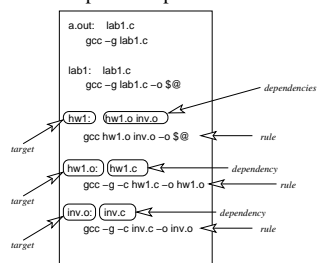 a.out: lab1.c
gcc –g lab1.c
lab1: lab1.c
gcc –g lab1.c –o $@
dependencies
hw1: hw1.o inv.o
gcc hw1.o inv.o –o $@
rule
target
hw1.o: hw1.c
dependency
gcc –g –c hw1.c –o hw1.o
rule
target
inv.o: inv.c
dependency
gcc –g –c inv.c –o inv.o
rule
target